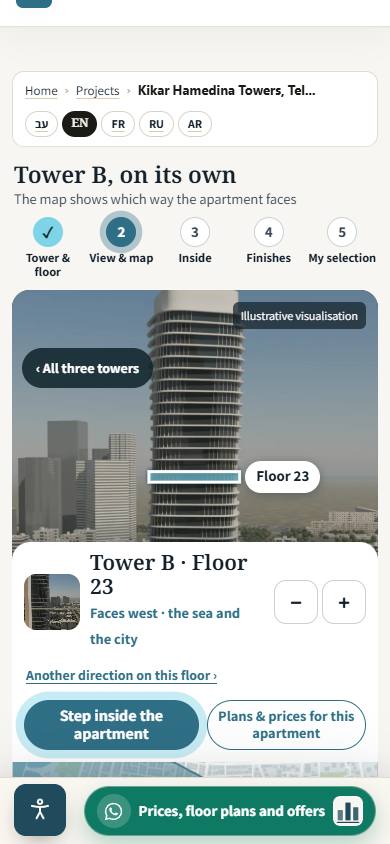 Home › Projects › Kikar Hamedina Towers, Tel...
עב EN FR RU AR
Tower B, on its own
The map shows which way the apartment faces
✓ 2 3 4 5
Tower & floor View & map Inside Finishes My selection
Illustrative visualisation
‹ All three towers
Floor 23
Tower B · Floor
23
Faces west · the sea and
the city
− +
Another direction on this floor ›
Step inside the
apartment
Plans & prices for this
apartment
Prices, floor plans and offers